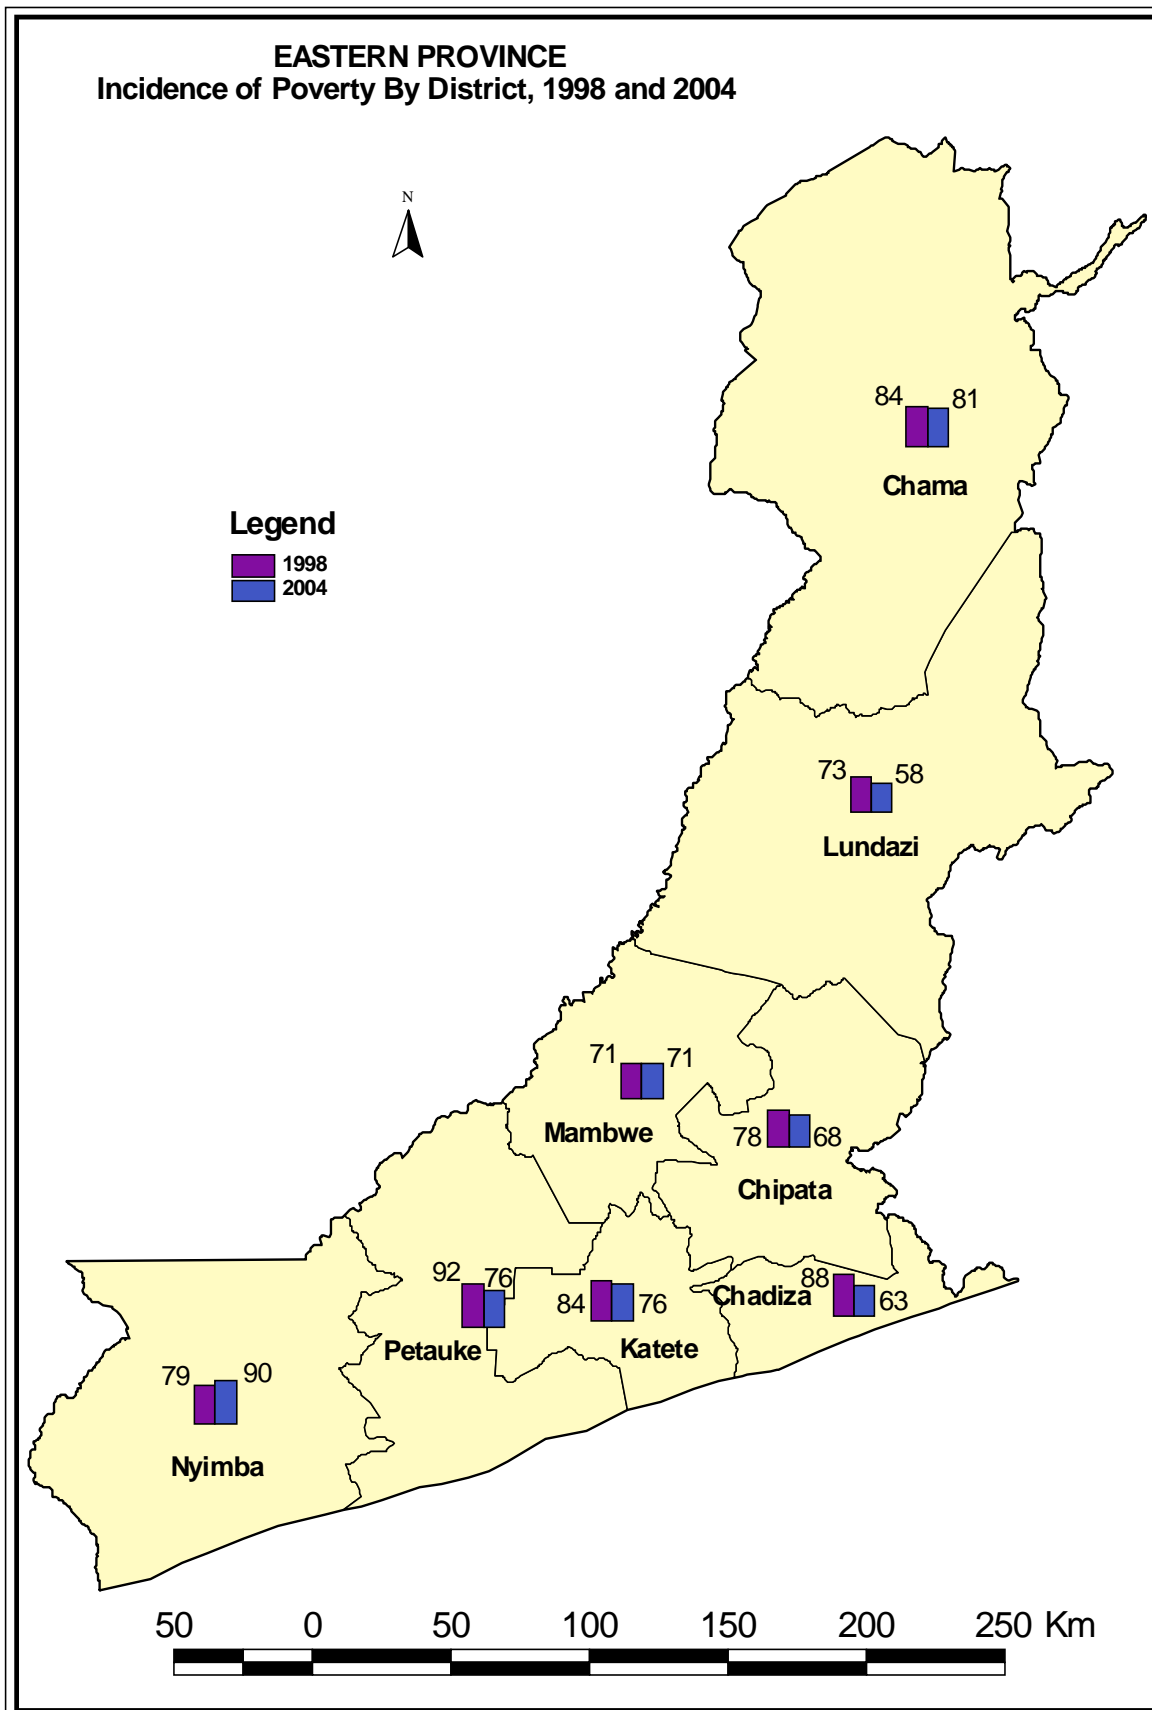 EASTERN PROVINCE
Incidence of Poverty By District, 1998 and 2004
N
84 81
Chama
Legend
1998
2004
73 58
Lundazi
71 71
Mambwe
78 68
Chipata
92 76
Petauke
84 76
Katete
88 63
Chadiza
79 90
Nyimba
50 0 50 100 150 200 250 Km